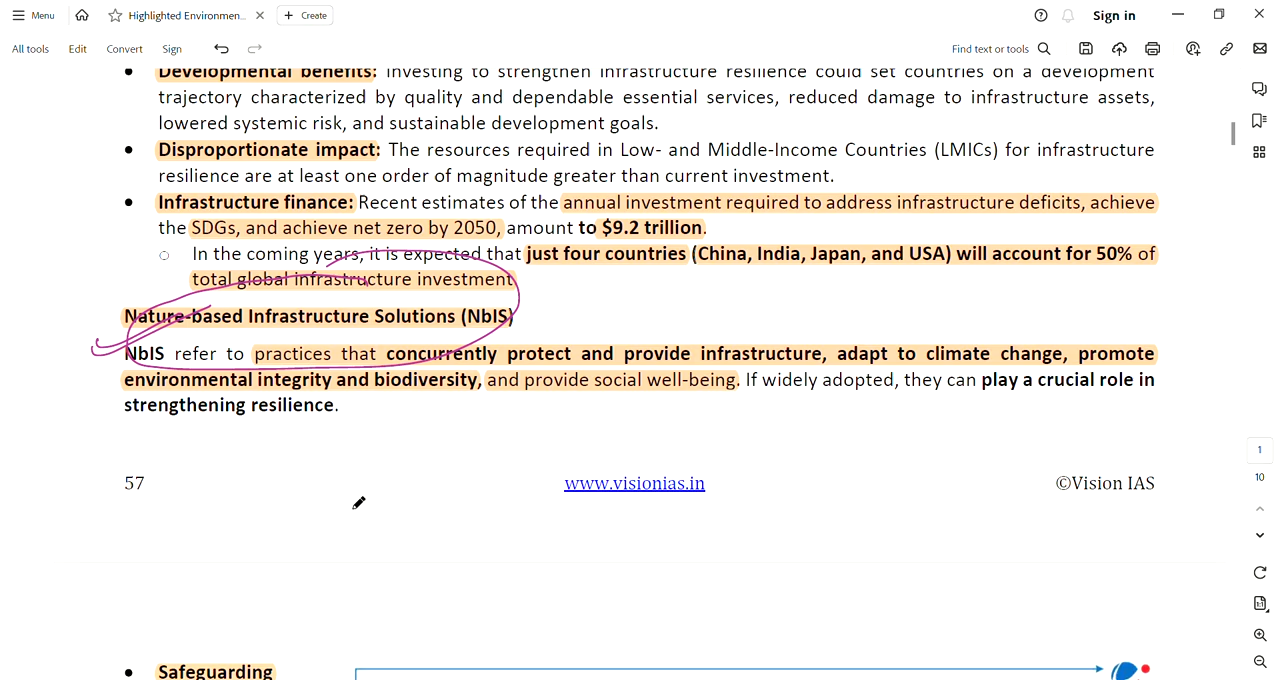 Menu
Highlighted Environmen...
Create
Sign in
All tools
Edit
Convert
Sign
Find text or tools
• Developmental benefits: Investing to strengthen infrastructure resilience could set countries on a development
trajectory characterized by quality and dependable essential services, reduced damage to infrastructure assets,
lowered systemic risk, and sustainable development goals.
• Disproportionate impact: The resources required in Low- and Middle-Income Countries (LMICs) for infrastructure
resilience are at least one order of magnitude greater than current investment.
• Infrastructure finance: Recent estimates of the annual investment required to address infrastructure deficits, achieve
the SDGs, and achieve net zero by 2050, amount to $9.2 trillion.
○ In the coming years, it is expected that just four countries (China, India, Japan, and USA) will account for 50% of
total global infrastructure investment
Nature-based Infrastructure Solutions (NbIS)
NbIS refer to practices that concurrently protect and provide infrastructure, adapt to climate change, promote
environmental integrity and biodiversity, and provide social well-being. If widely adopted, they can play a crucial role in
strengthening resilience.
57
www.visionias.in
©Vision IAS
1
10
• Safeguarding